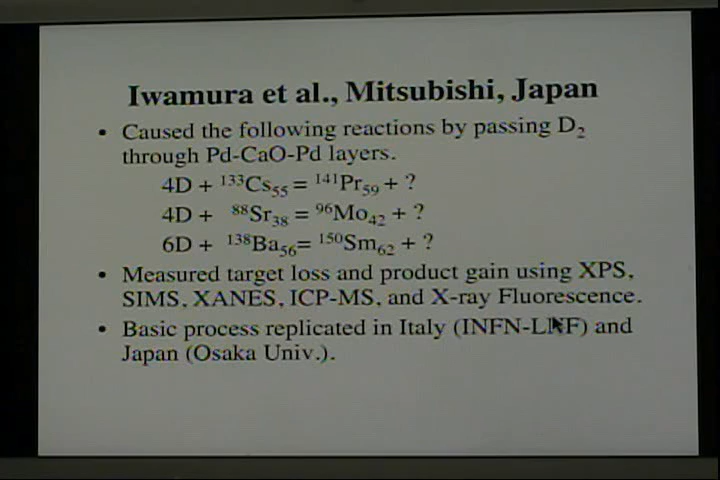 Iwamura et al., Mitsubishi, Japan
• Caused the following reactions by passing D₂
through Pd-CaO-Pd layers.
4D + ¹³³Cs₅₅ = ¹⁴¹Pr₅₉ + ?
4D + ⁸⁸Sr₃₈ = ⁹⁶Mo₄₂ + ?
6D + ¹³⁸Ba₅₆= ¹⁵⁰Sm₆₂ + ?
• Measured target loss and product gain using XPS,
SIMS, XANES, ICP-MS, and X-ray Fluorescence.
• Basic process replicated in Italy (INFN-LNF) and
Japan (Osaka Univ.).